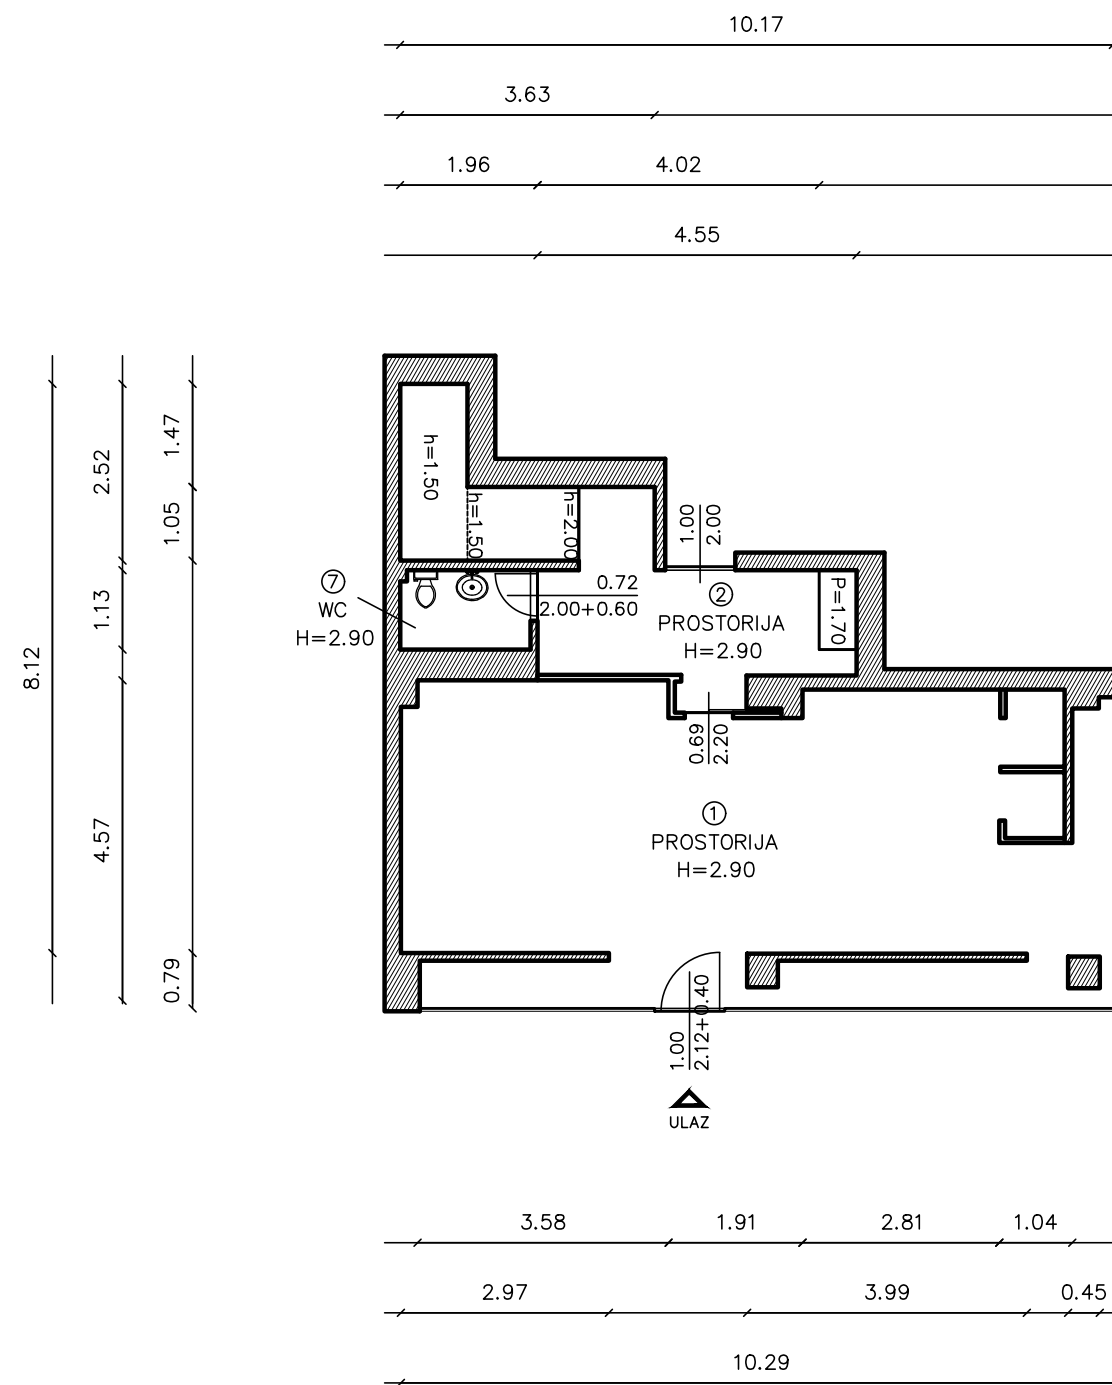 10.17
3.63
1.96
4.02
4.55
1.47
2.52
1.05
1.13
8.12
4.57
0.79
h=1.50
h=1.50
h=2.00
1.00
2.00
7
WC
H=2.90
0.72
2.00+0.60
2
PROSTORIJA
H=2.90
P=1.70
0.69
2.20
1
PROSTORIJA
H=2.90
1.00
2.12+0.40
ULAZ
3.58
1.91
2.81
1.04
2.97
3.99
0.45
10.29